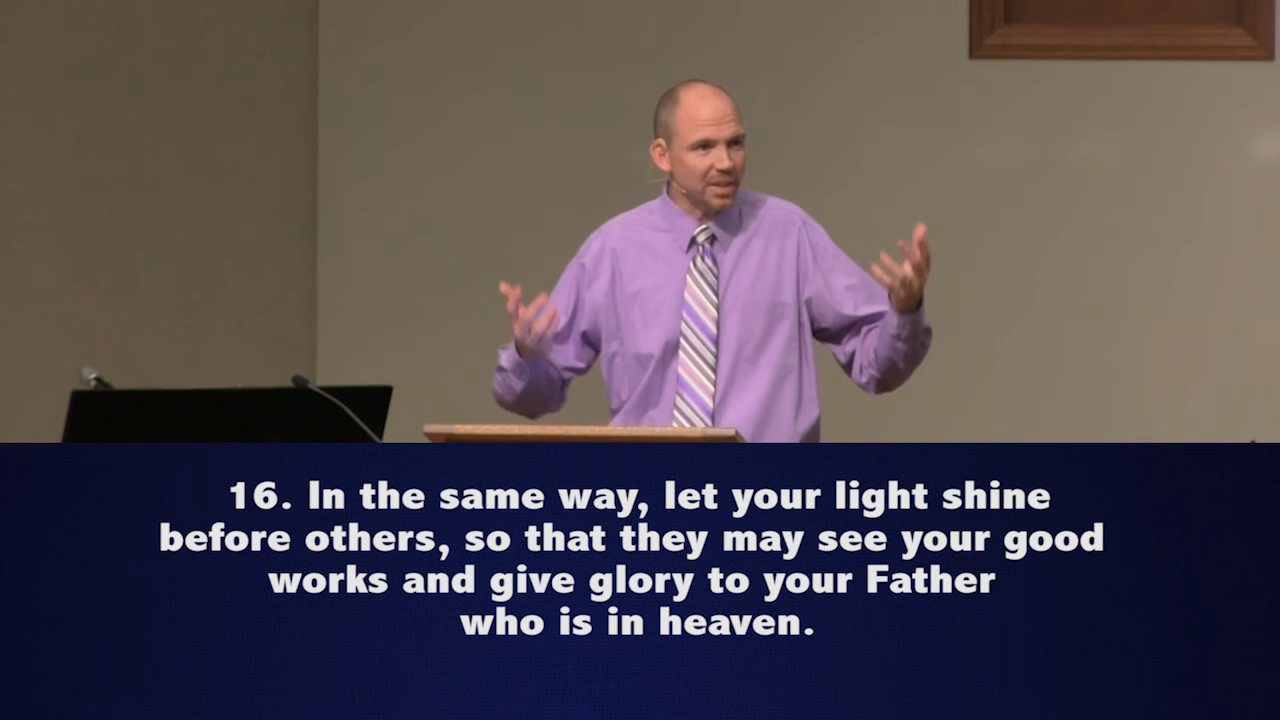 16. In the same way, let your light shine
before others, so that they may see your good
works and give glory to your Father
who is in heaven.